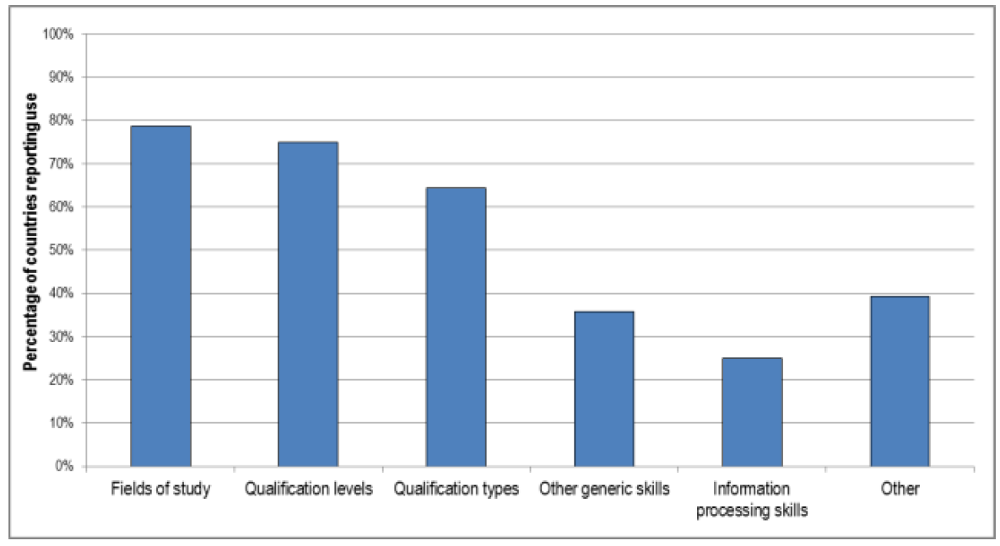 Percentage of countries reporting use
100%
90%
80%
70%
60%
50%
40%
30%
20%
10%
0%
Fields of study
Qualification levels
Qualification types
Other generic skills
Information
processing skills
Other